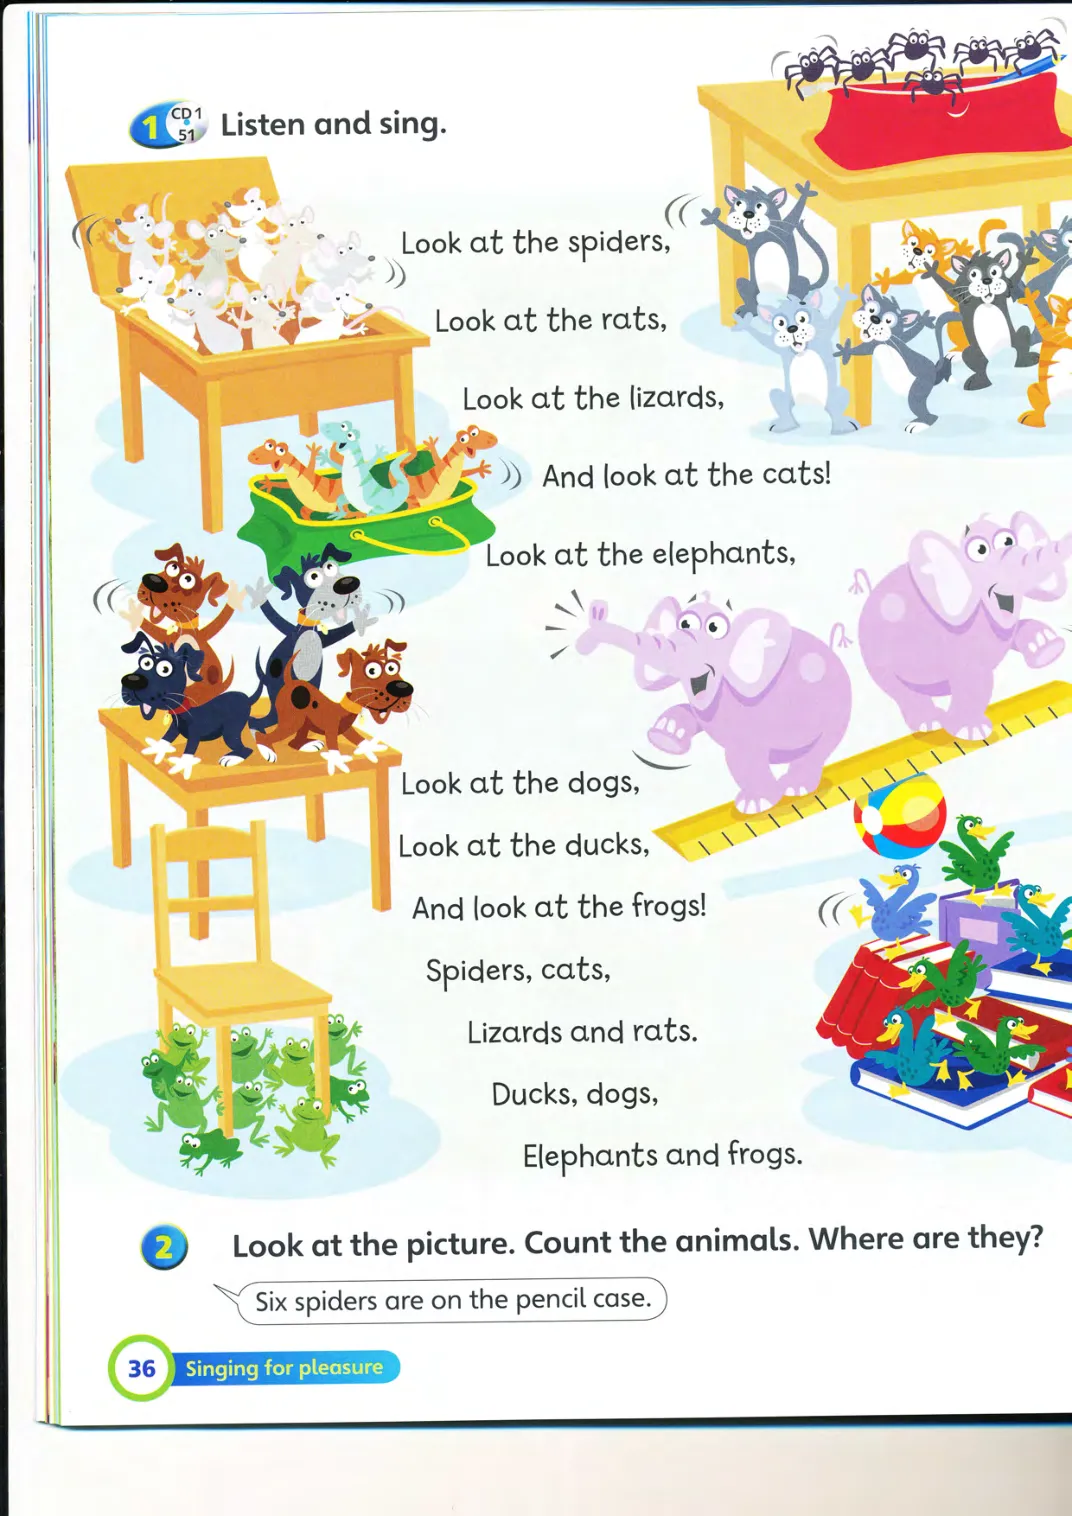 1 CD 1 51 Listen and sing.
Look at the spiders,
Look at the rats,
Look at the lizards,
And look at the cats!
Look at the elephants,
Look at the dogs,
Look at the ducks,
And look at the frogs!
Spiders, cats,
Lizards and rats.
Ducks, dogs,
Elephants and frogs.
2 Look at the picture. Count the animals. Where are they?
Six spiders are on the pencil case.
36 Singing for pleasure